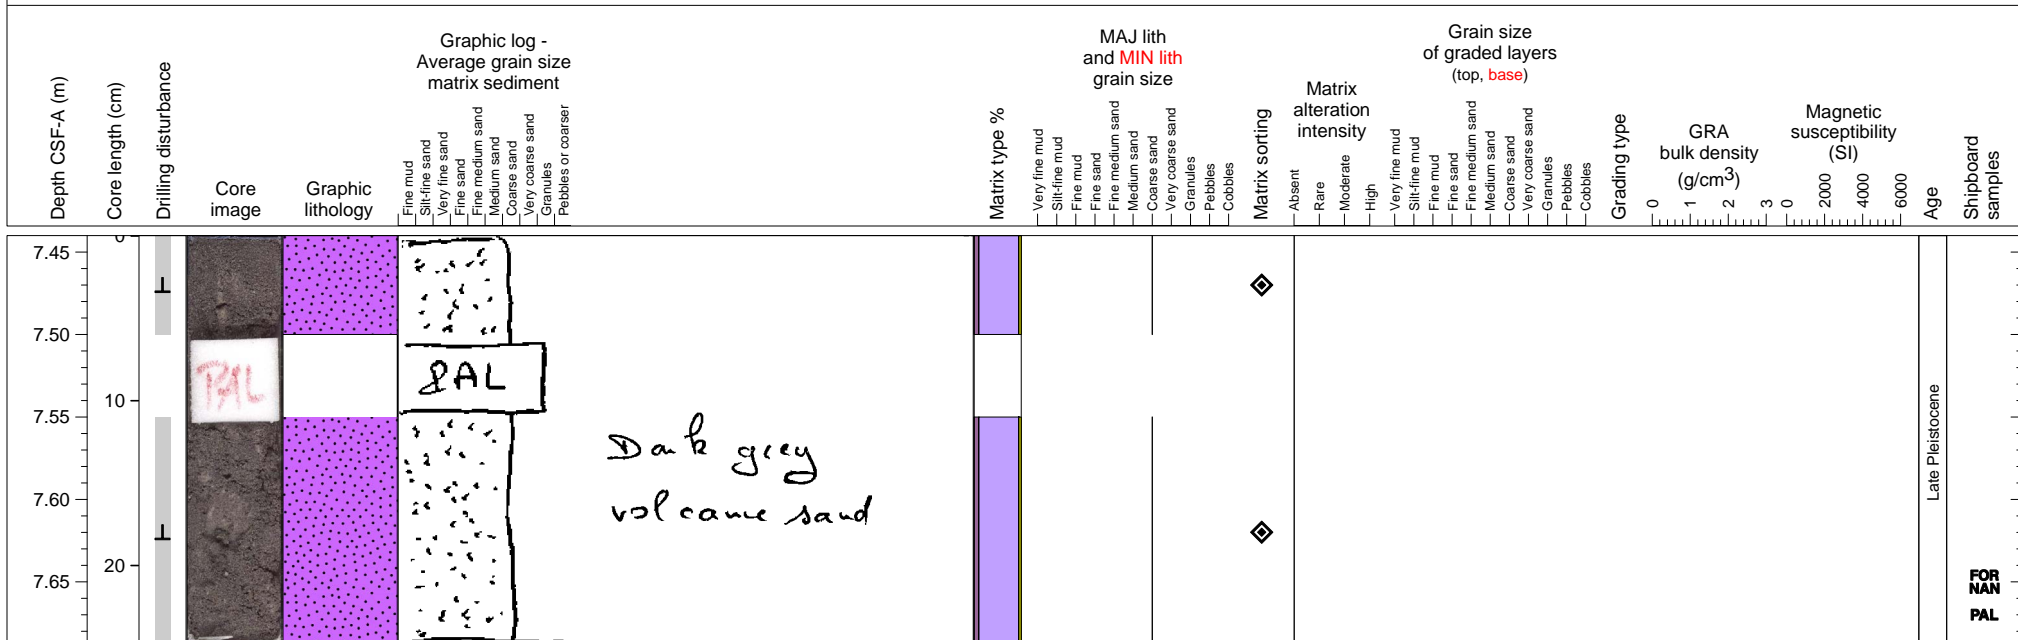 Depth CSF-A (m)
Core length (cm)
Drilling disturbance
Core
image
Graphic
lithology
Graphic log -
Average grain size
matrix sediment
Fine mud
Silt-fine sand
Very fine sand
Fine sand
Fine medium sand
Medium sand
Coarse sand
Very coarse sand
Granules
Pebbles or coarser
Matrix type %
MAJ lith
and MIN lith
grain size
Very fine mud
Silt-fine mud
Fine mud
Fine sand
Fine medium sand
Medium sand
Coarse sand
Very coarse sand
Granules
Pebbles
Cobbles
Matrix sorting
Matrix
alteration
intensity
Absent
Rare
Moderate
High
Grain size
of graded layers
(top, base)
Very fine mud
Silt-fine mud
Fine mud
Fine sand
Fine medium sand
Medium sand
Coarse sand
Very coarse sand
Granules
Pebbles
Cobbles
Grading type
GRA
bulk density
(g/cm3)
0 1 2 3
Magnetic
susceptibility
(SI)
0 2000 4000 6000
Age
Shipboard
samples
0
7.45
7.50
PAL
PAL
10
7.55
Dark grey
7.60
volcanic sand
Late Pleistocene
20
7.65
FOR
NAN
PAL